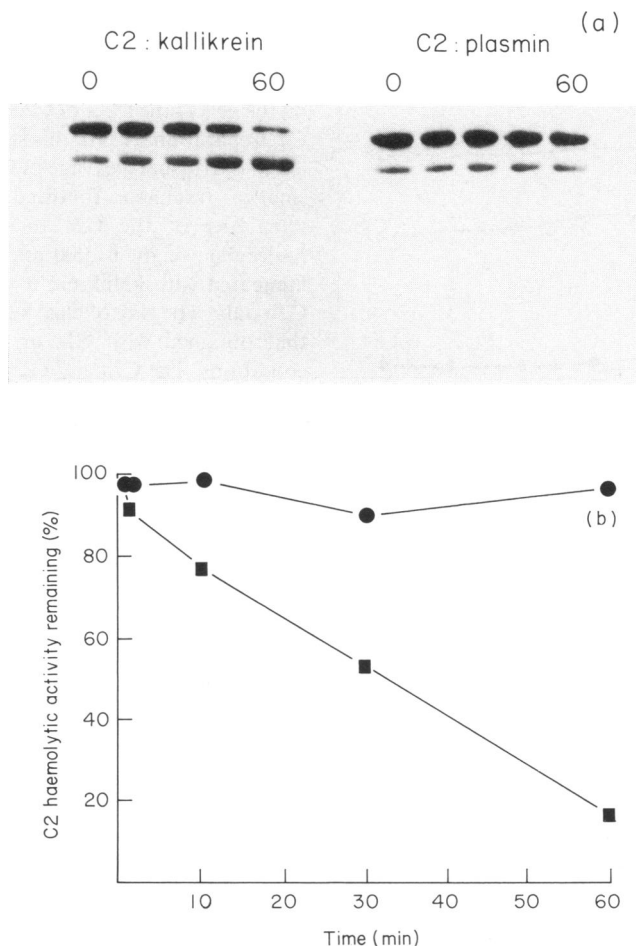 (a)
C2 : kallikrein C2 : plasmin
0 60 0 60
C2 haemolytic activity remaining (%)
100
80
60
40
20
(b)
10 20 30 40 50 60
Time (min)